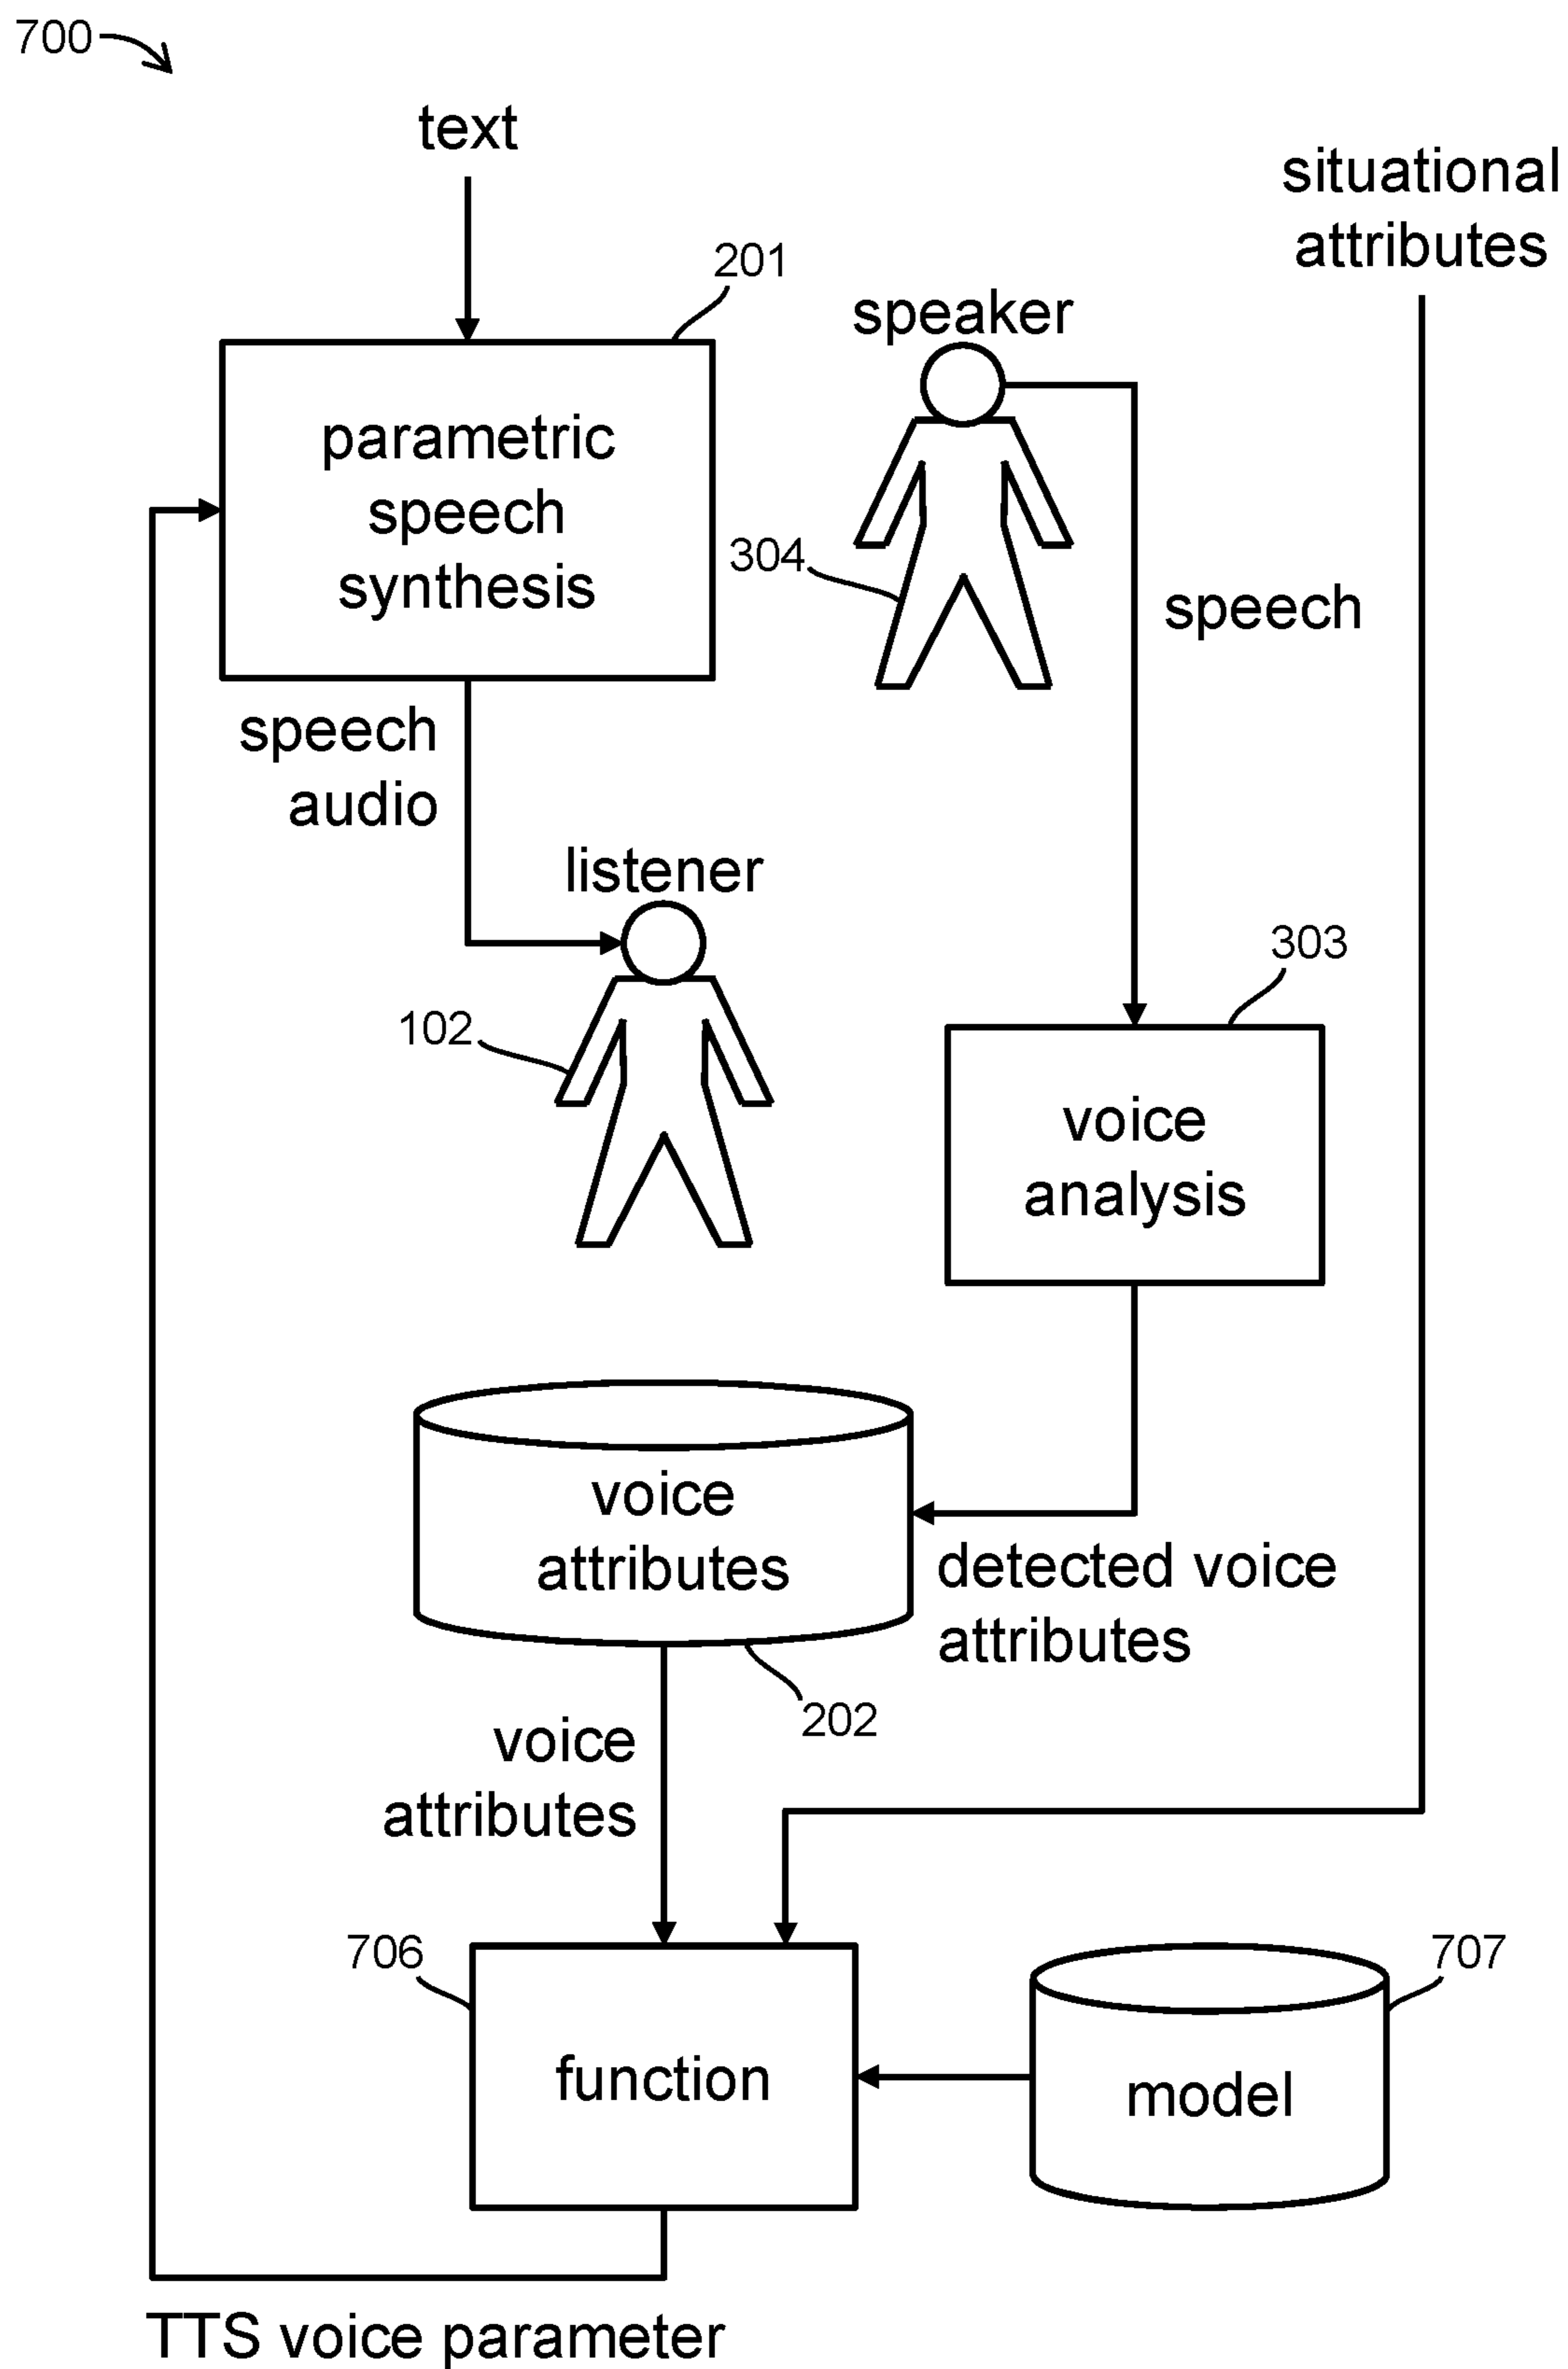 700
text
situational
attributes
201
speaker
parametric
speech
synthesis
304
speech
speech
audio
listener
303
102
voice
analysis
voice
attributes
detected voice
attributes
202
voice
attributes
706
707
function
model
TTS voice parameter